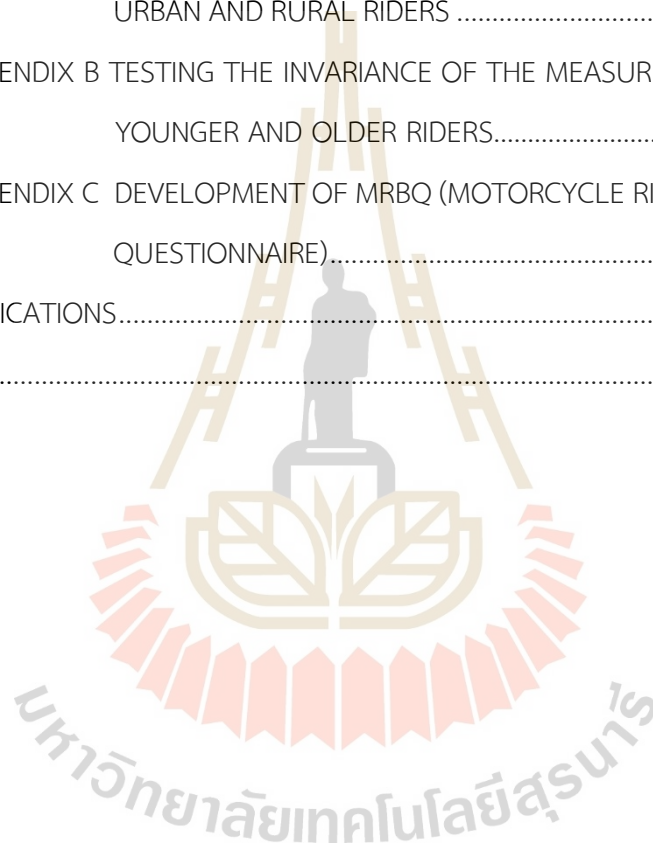 URBAN AND RURAL RIDERS ..............................
ENDIX B TESTING THE INVARIANCE OF THE MEASUR
YOUNGER AND OLDER RIDERS.........................
ENDIX C DEVELOPMENT OF MRBQ (MOTORCYCLE RI
QUESTIONNAIRE)..................................................
ICATIONS................................................................................
.................................................................................................
มหาวิทยาลัยเทคโนโลยีสุรนารี